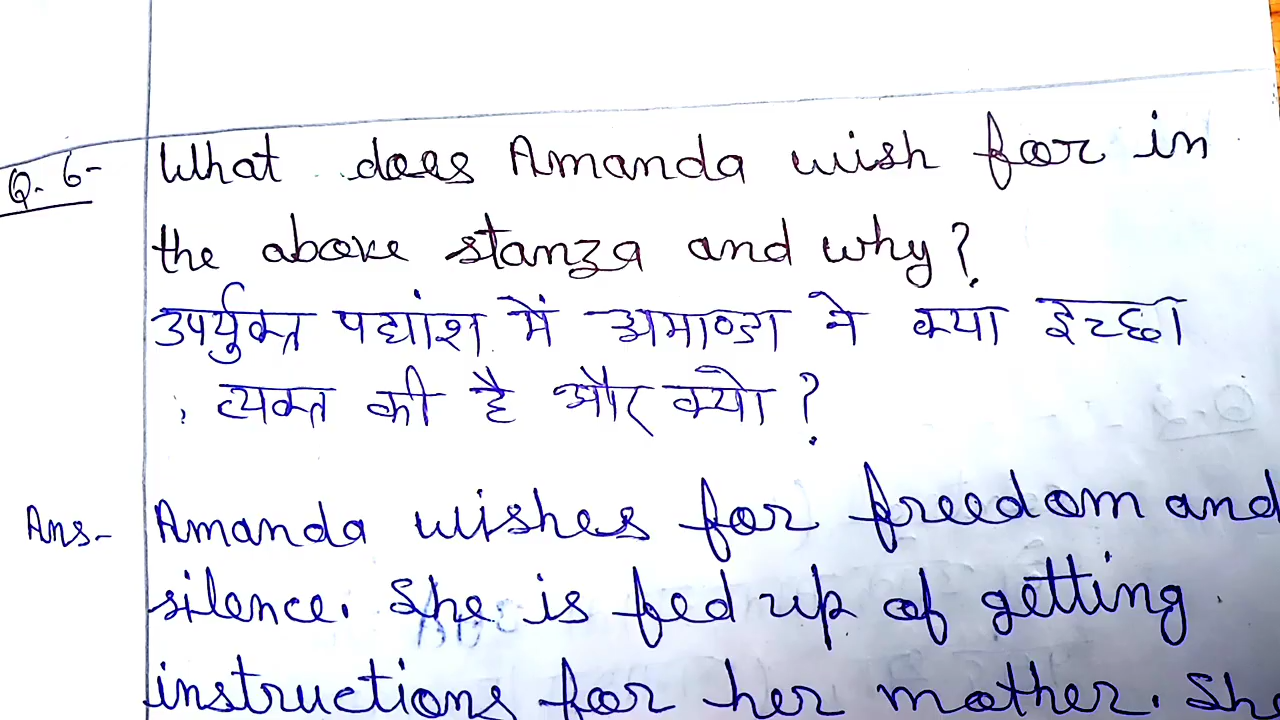 Q. 6- What does Amanda wish for in
the above stanza and why?
उपर्युक्त पद्यांश में अमाण्डा ने क्या इच्छा
व्यक्त की है और क्यो?
Ans- Amanda wishes for freedom and
silence. She is fed up of getting
instructions for her mother. She